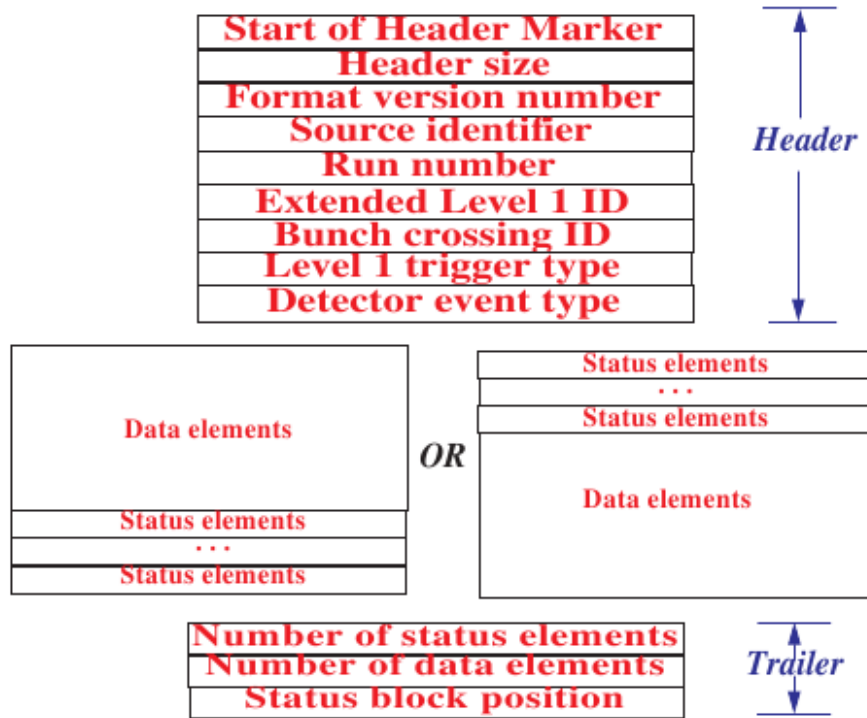 Start of Header Marker
Header size
Format version number
Source identifier
Run number
Extended Level 1 ID
Bunch crossing ID
Level 1 trigger type
Detector event type
Header
Data elements
Status elements
. . .
Status elements
OR
Status elements
. . .
Status elements
Data elements
Number of status elements
Number of data elements
Status block position
Trailer